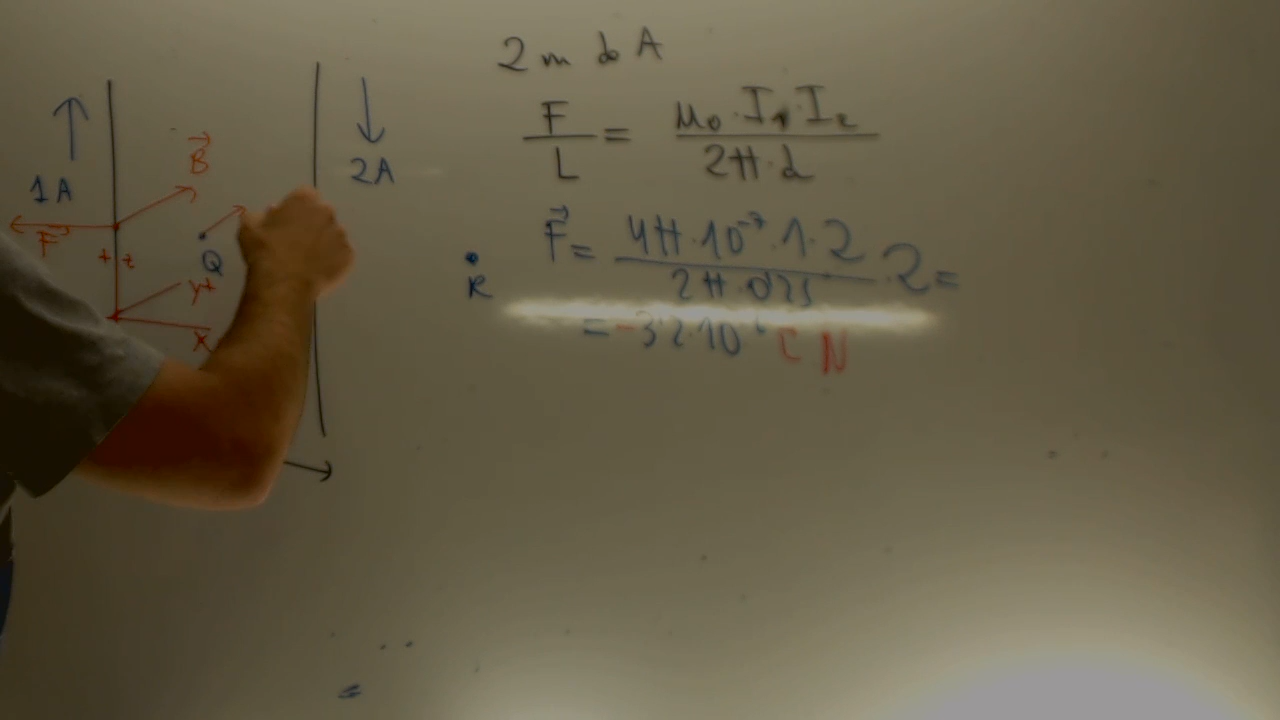 2 m do A
F/L = μ₀·I₁·I₂ / 2π·d
F⃗ = 4π·10⁻⁷·1·2 / 2π·0'25 · 2 =
= -3'2·10 i N
1A
2A
B⃗
F⃗
+ z
Q
y+
X
R
=